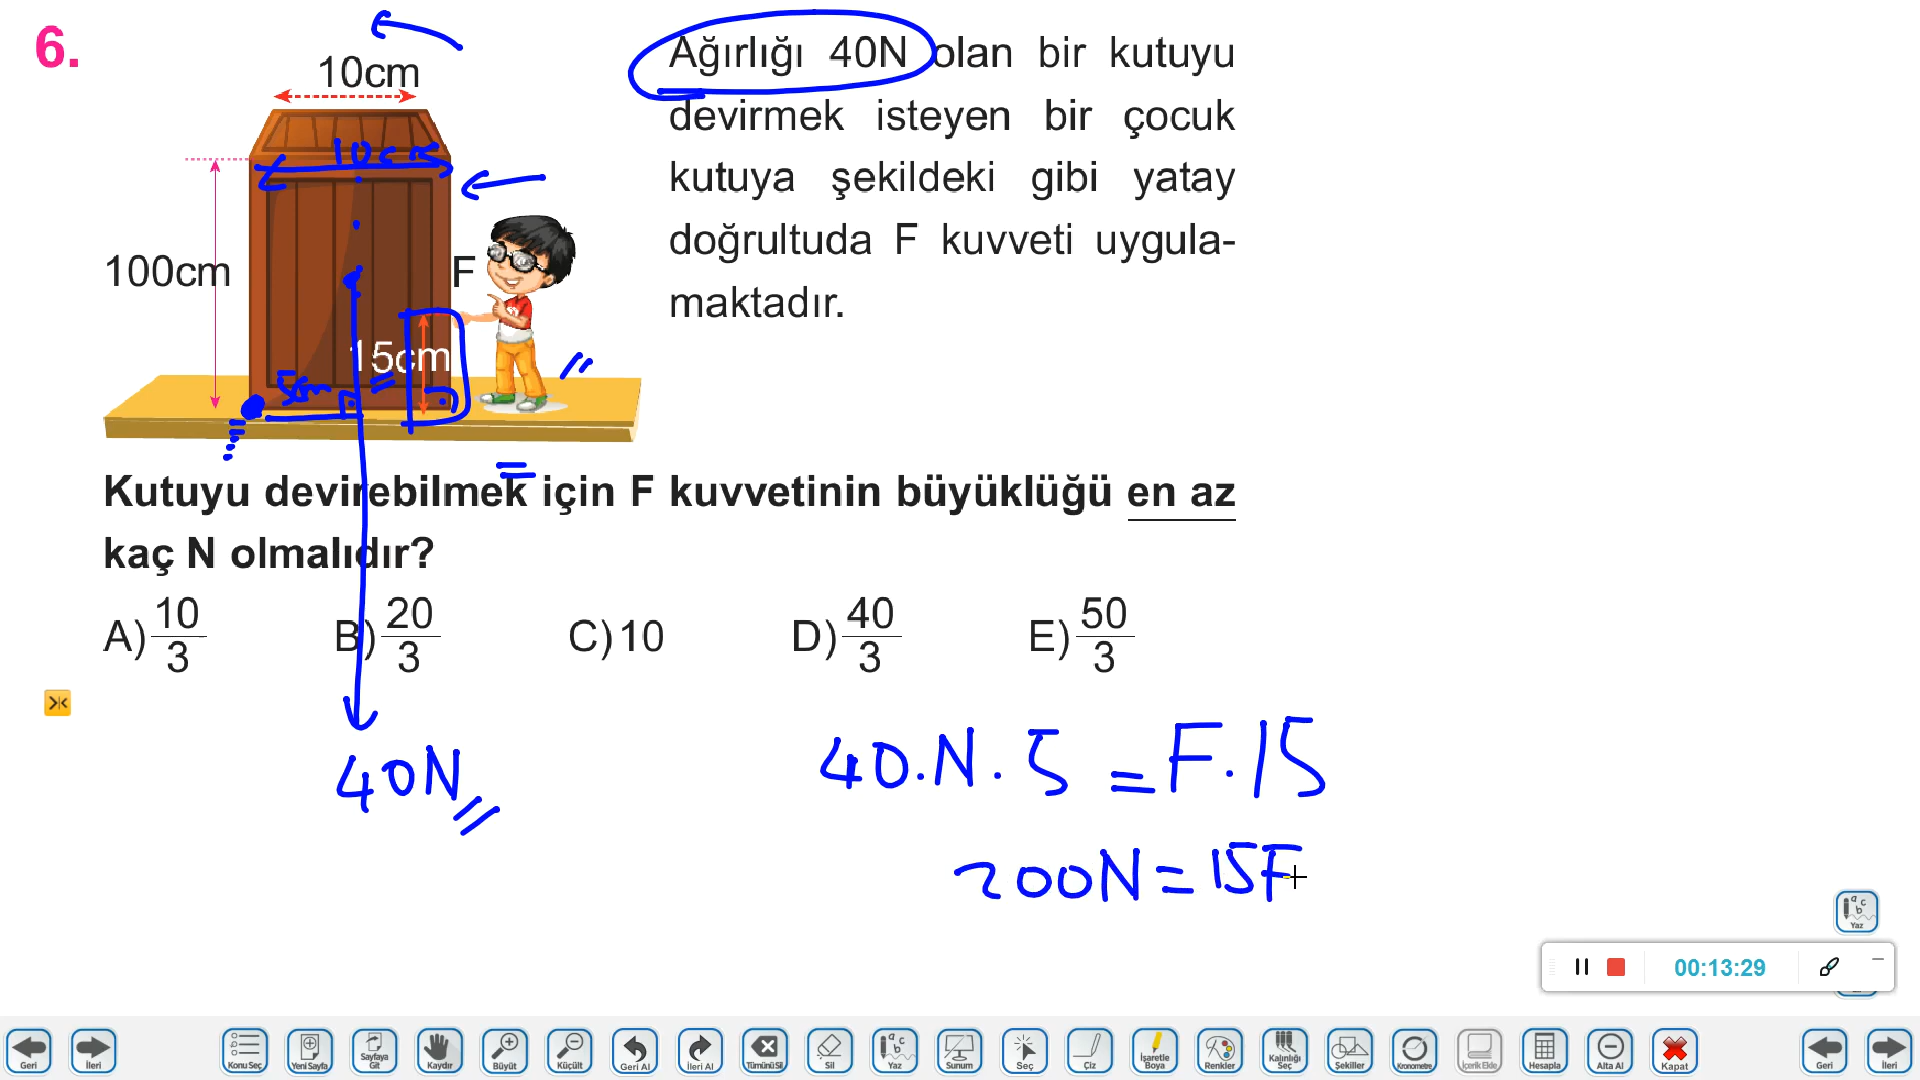 6.
10cm
10cm
100cm
F
15cm
5cm
Ağırlığı 40N olan bir kutuyu
devirmek isteyen bir çocuk
kutuya şekildeki gibi yatay
doğrultuda F kuvveti uygula-
maktadır.
Kutuyu devirebilmek için F kuvvetinin büyüklüğü en az
kaç N olmalıdır?
A) 10/3 B) 20/3 C) 10 D) 40/3 E) 50/3
40N
40.N.5 = F.15
200N = 15F
Yaz
00:13:29
Geri İleri Konu Seç Yeni Sayfa Sayfaya Git Kaydır Büyüt Küçült Geri Al İleri Al Tümünü Sil Sil Yaz Sunum Seç Çiz İşaretle Boya Renkler Kalınlığı Seç Şekiller Kronometre İçerik Ekle Hesapla Alta Al Kapat Geri İleri